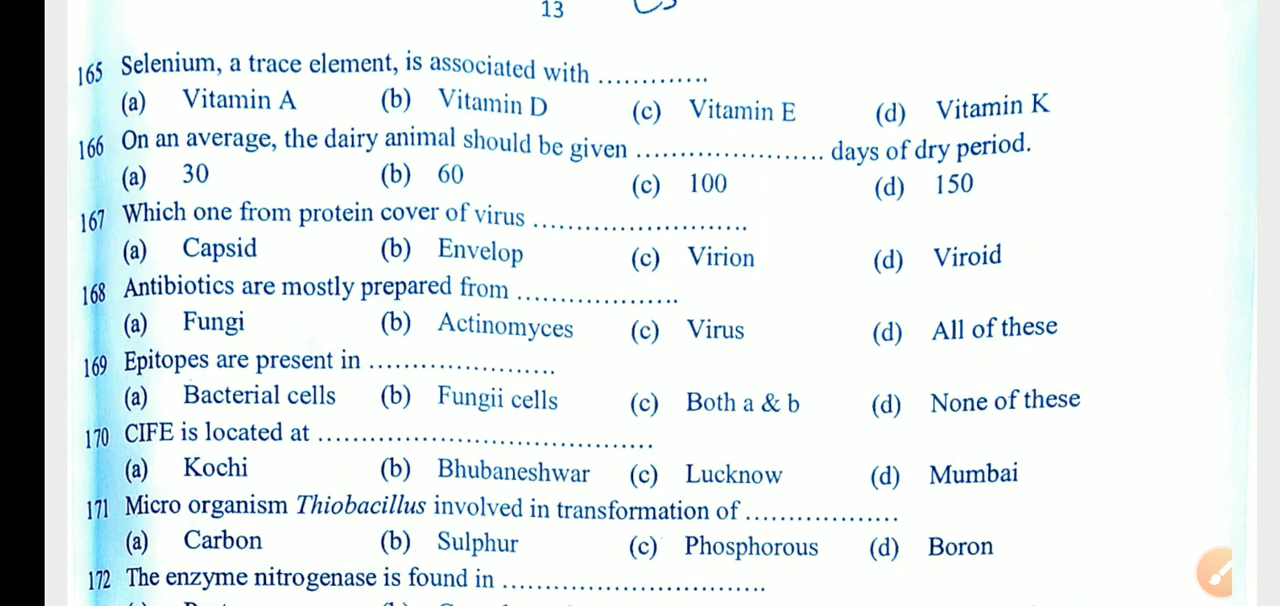 13
165 Selenium, a trace element, is associated with .............
(a) Vitamin A (b) Vitamin D (c) Vitamin E (d) Vitamin K
166 On an average, the dairy animal should be given ...................... days of dry period.
(a) 30 (b) 60 (c) 100 (d) 150
167 Which one from protein cover of virus .........................
(a) Capsid (b) Envelop (c) Virion (d) Viroid
168 Antibiotics are mostly prepared from ...................
(a) Fungi (b) Actinomyces (c) Virus (d) All of these
169 Epitopes are present in ......................
(a) Bacterial cells (b) Fungii cells (c) Both a & b (d) None of these
170 CIFE is located at .......................................
(a) Kochi (b) Bhubaneshwar (c) Lucknow (d) Mumbai
171 Micro organism Thiobacillus involved in transformation of ..................
(a) Carbon (b) Sulphur (c) Phosphorous (d) Boron
172 The enzyme nitrogenase is found in ...............................